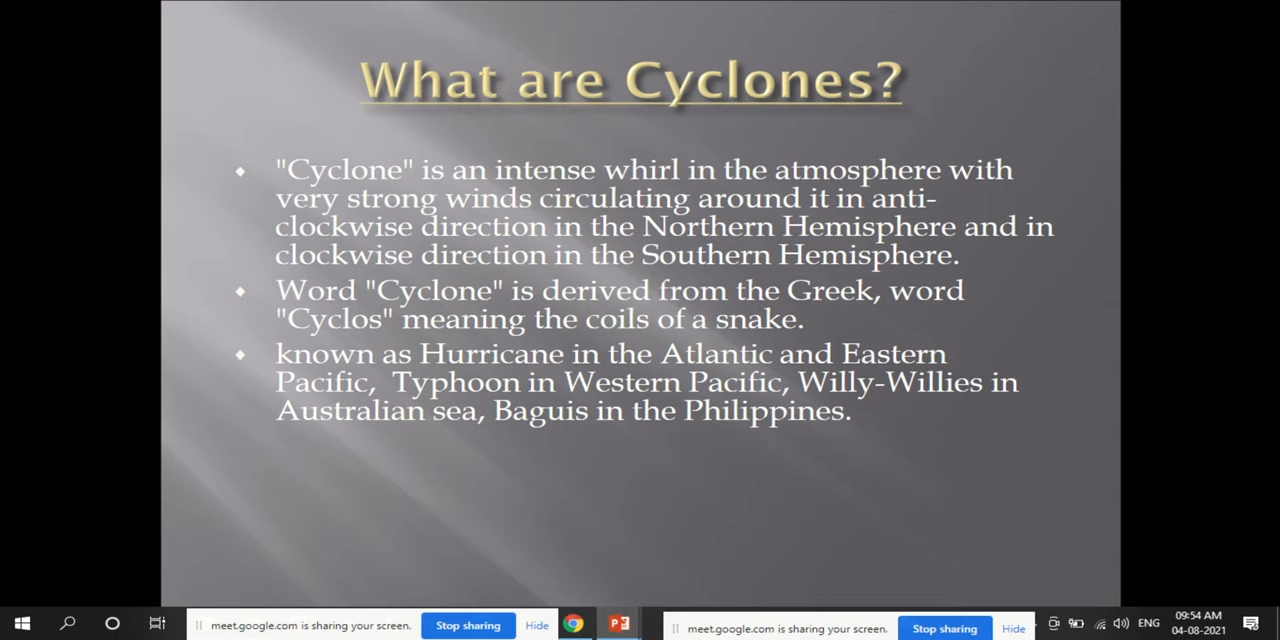 What are Cyclones?
"Cyclone" is an intense whirl in the atmosphere with
very strong winds circulating around it in anti-
clockwise direction in the Northern Hemisphere and in
clockwise direction in the Southern Hemisphere.
Word "Cyclone" is derived from the Greek, word
"Cyclos" meaning the coils of a snake.
known as Hurricane in the Atlantic and Eastern
Pacific,  Typhoon in Western Pacific, Willy-Willies in
Australian sea, Baguis in the Philippines.
meet.google.com is sharing your screen. Stop sharing Hide
meet.google.com is sharing your screen. Stop sharing Hide
ENG
09:54 AM
04-08-2021